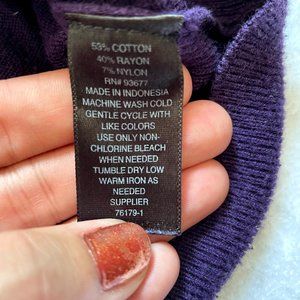 53% COTTON
40% RAYON
7% NYLON
RN# 93677
MADE IN INDONESIA
MACHINE WASH COLD
GENTLE CYCLE WITH
LIKE COLORS
USE ONLY NON-
CHLORINE BLEACH
WHEN NEEDED
TUMBLE DRY LOW
WARM IRON AS
NEEDED
SUPPLIER
76179-1